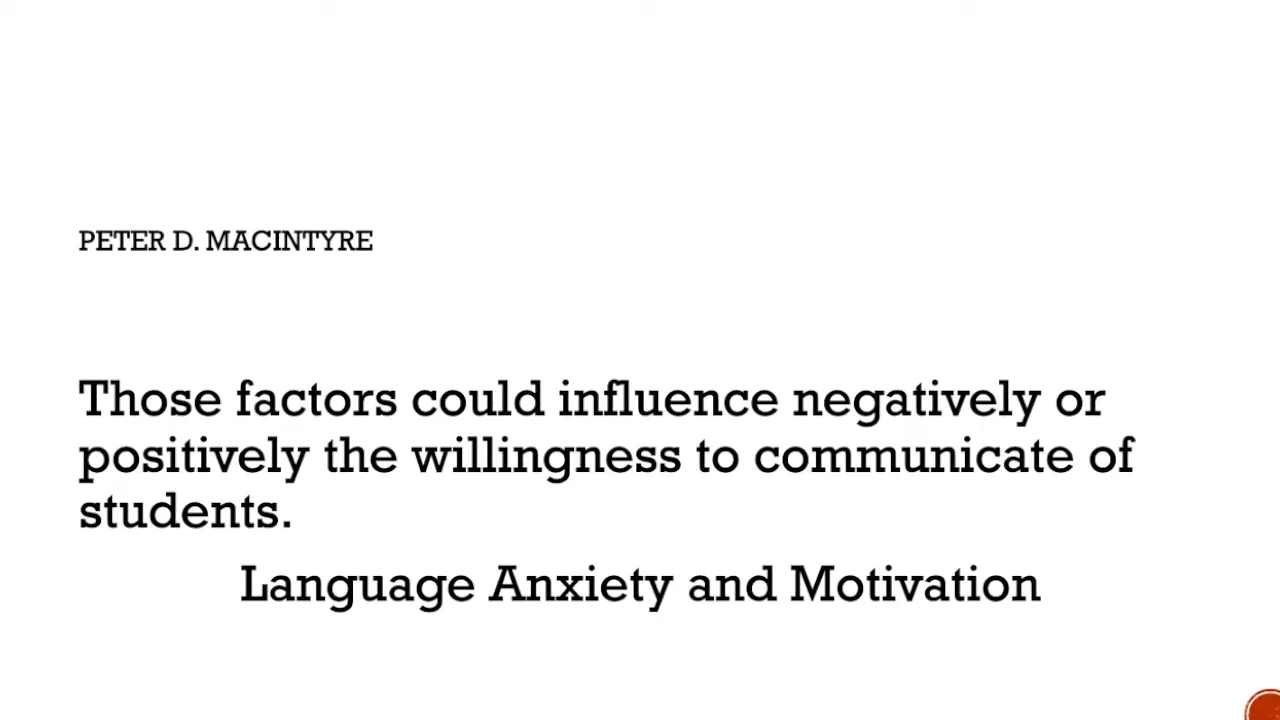 PETER D. MACINTYRE
Those factors could influence negatively or
positively the willingness to communicate of
students.
Language Anxiety and Motivation